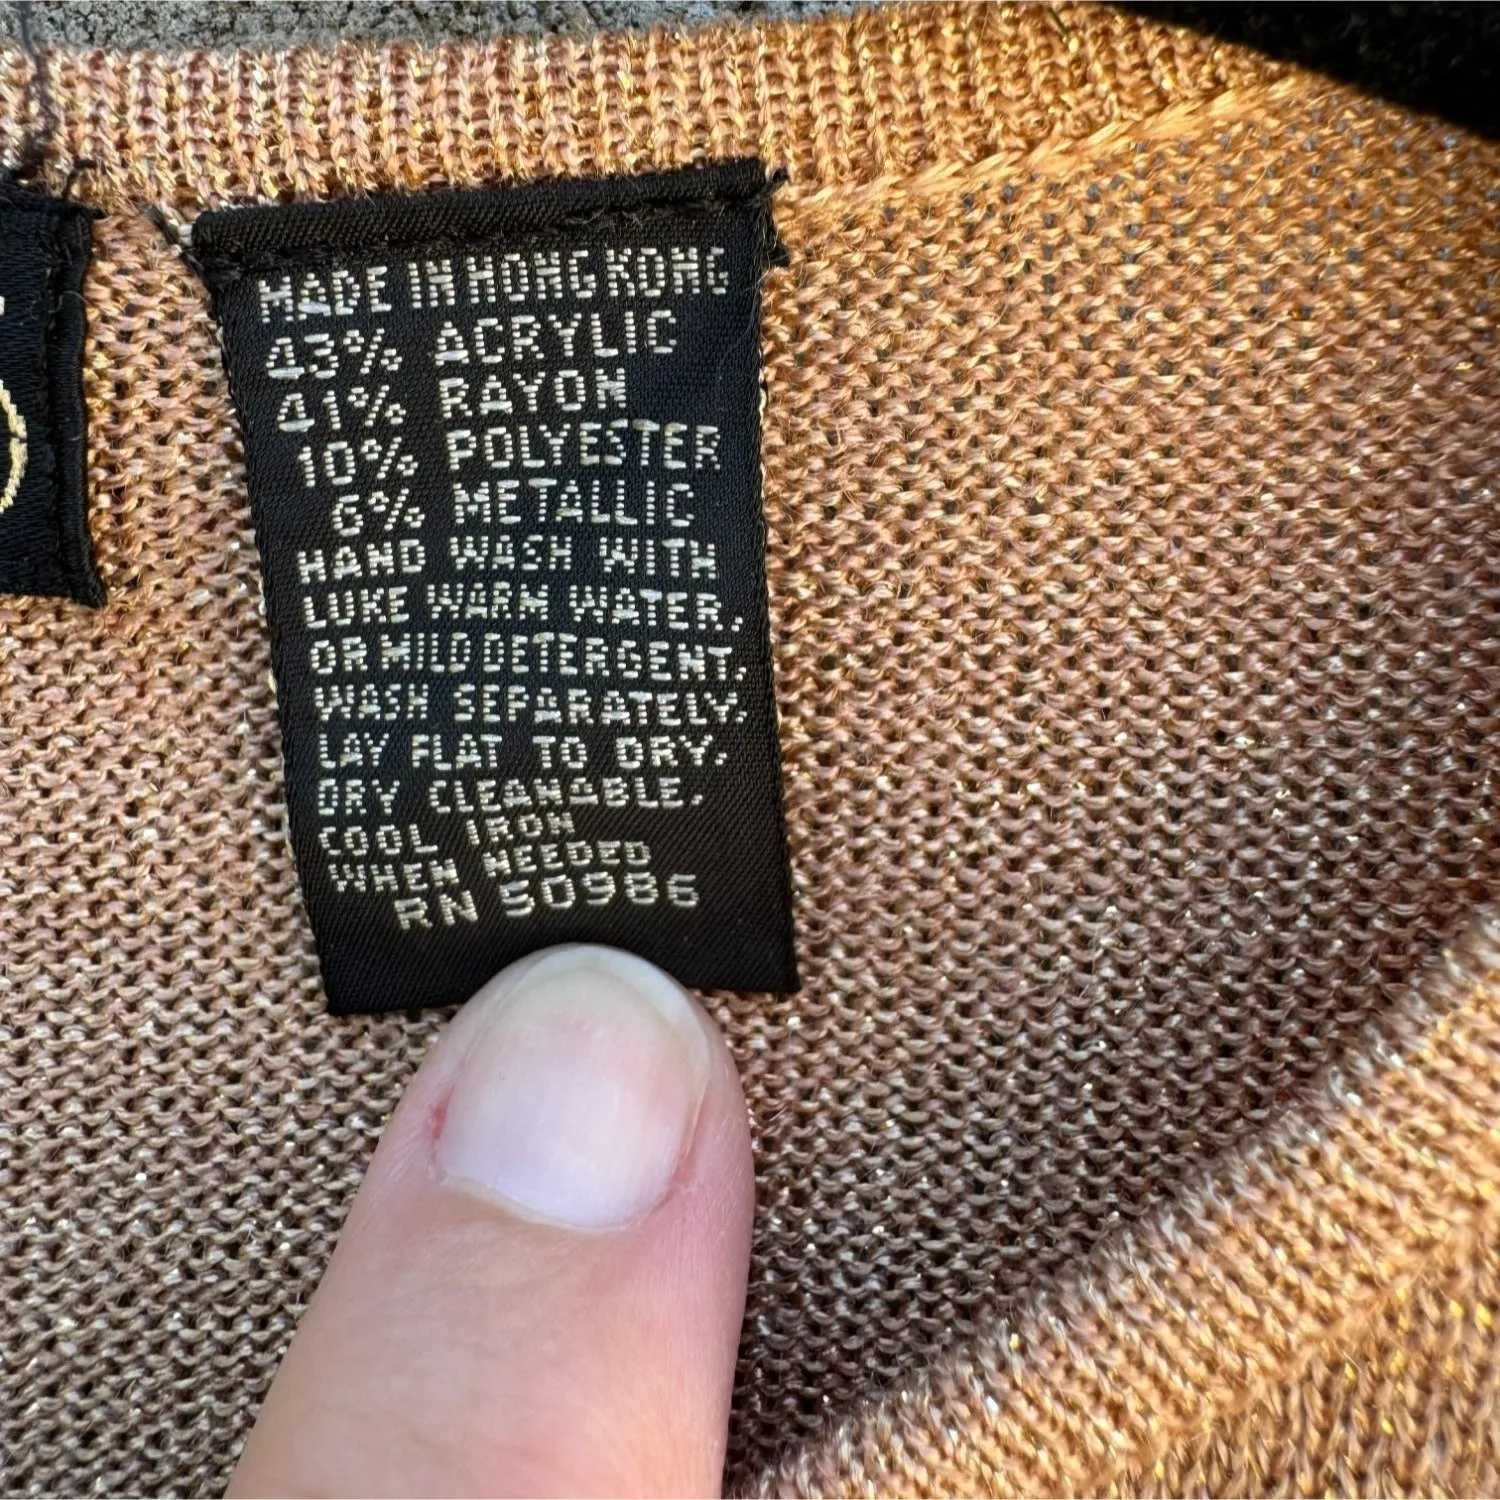 MADE IN HONG KONG
43% ACRYLIC
41% RAYON
10% POLYESTER
6% METALLIC
HAND WASH WITH
LUKE WARM WATER,
OR MILD DETERGENT,
WASH SEPARATELY,
LAY FLAT TO DRY,
DRY CLEANABLE,
COOL IRON
WHEN NEEDED
RN 50986